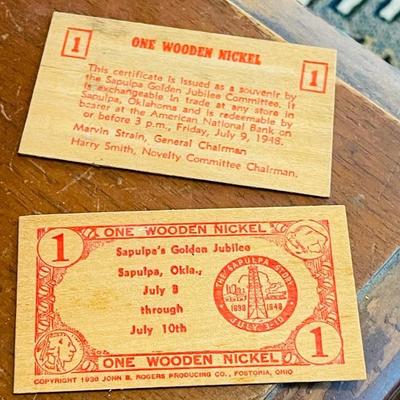 1 ONE WOODEN NICKEL 1
This certificate is issued as a souvenir by
the Sapulpa Golden Jubilee Committee. It
is exchangeable in trade at any store in
Sapulpa, Oklahoma and is redeemable by
bearer at the American National Bank on
or before 3 p.m., Friday, July 9, 1948.
Marvin Strain, General Chairman
Harry Smith, Novelty Committee Chairman.
ONE WOODEN NICKEL
1
Sapulpa's Golden Jubilee
Sapulpa, Okla.,
July 3
through
July 10th
THE SAPULPA STORY
1898 1948
JULY 3-10
1
ONE WOODEN NICKEL
COPYRIGHT 1938 JOHN B. ROGERS PRODUCING CO., FOSTORIA, OHIO